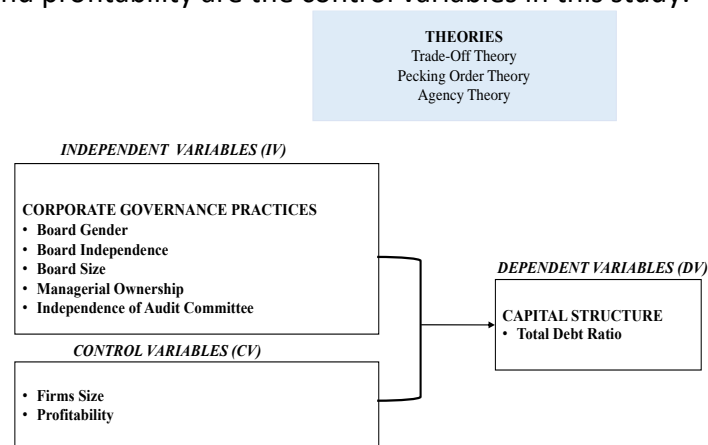 nd profitability are the control variables in this study.
THEORIES
Trade-Off Theory
Pecking Order Theory
Agency Theory
INDEPENDENT VARIABLES (IV)
CORPORATE GOVERNANCE PRACTICES
• Board Gender
• Board Independence
• Board Size
• Managerial Ownership
• Independence of Audit Committee
DEPENDENT VARIABLES (DV)
CAPITAL STRUCTURE
• Total Debt Ratio
CONTROL VARIABLES (CV)
• Firms Size
• Profitability